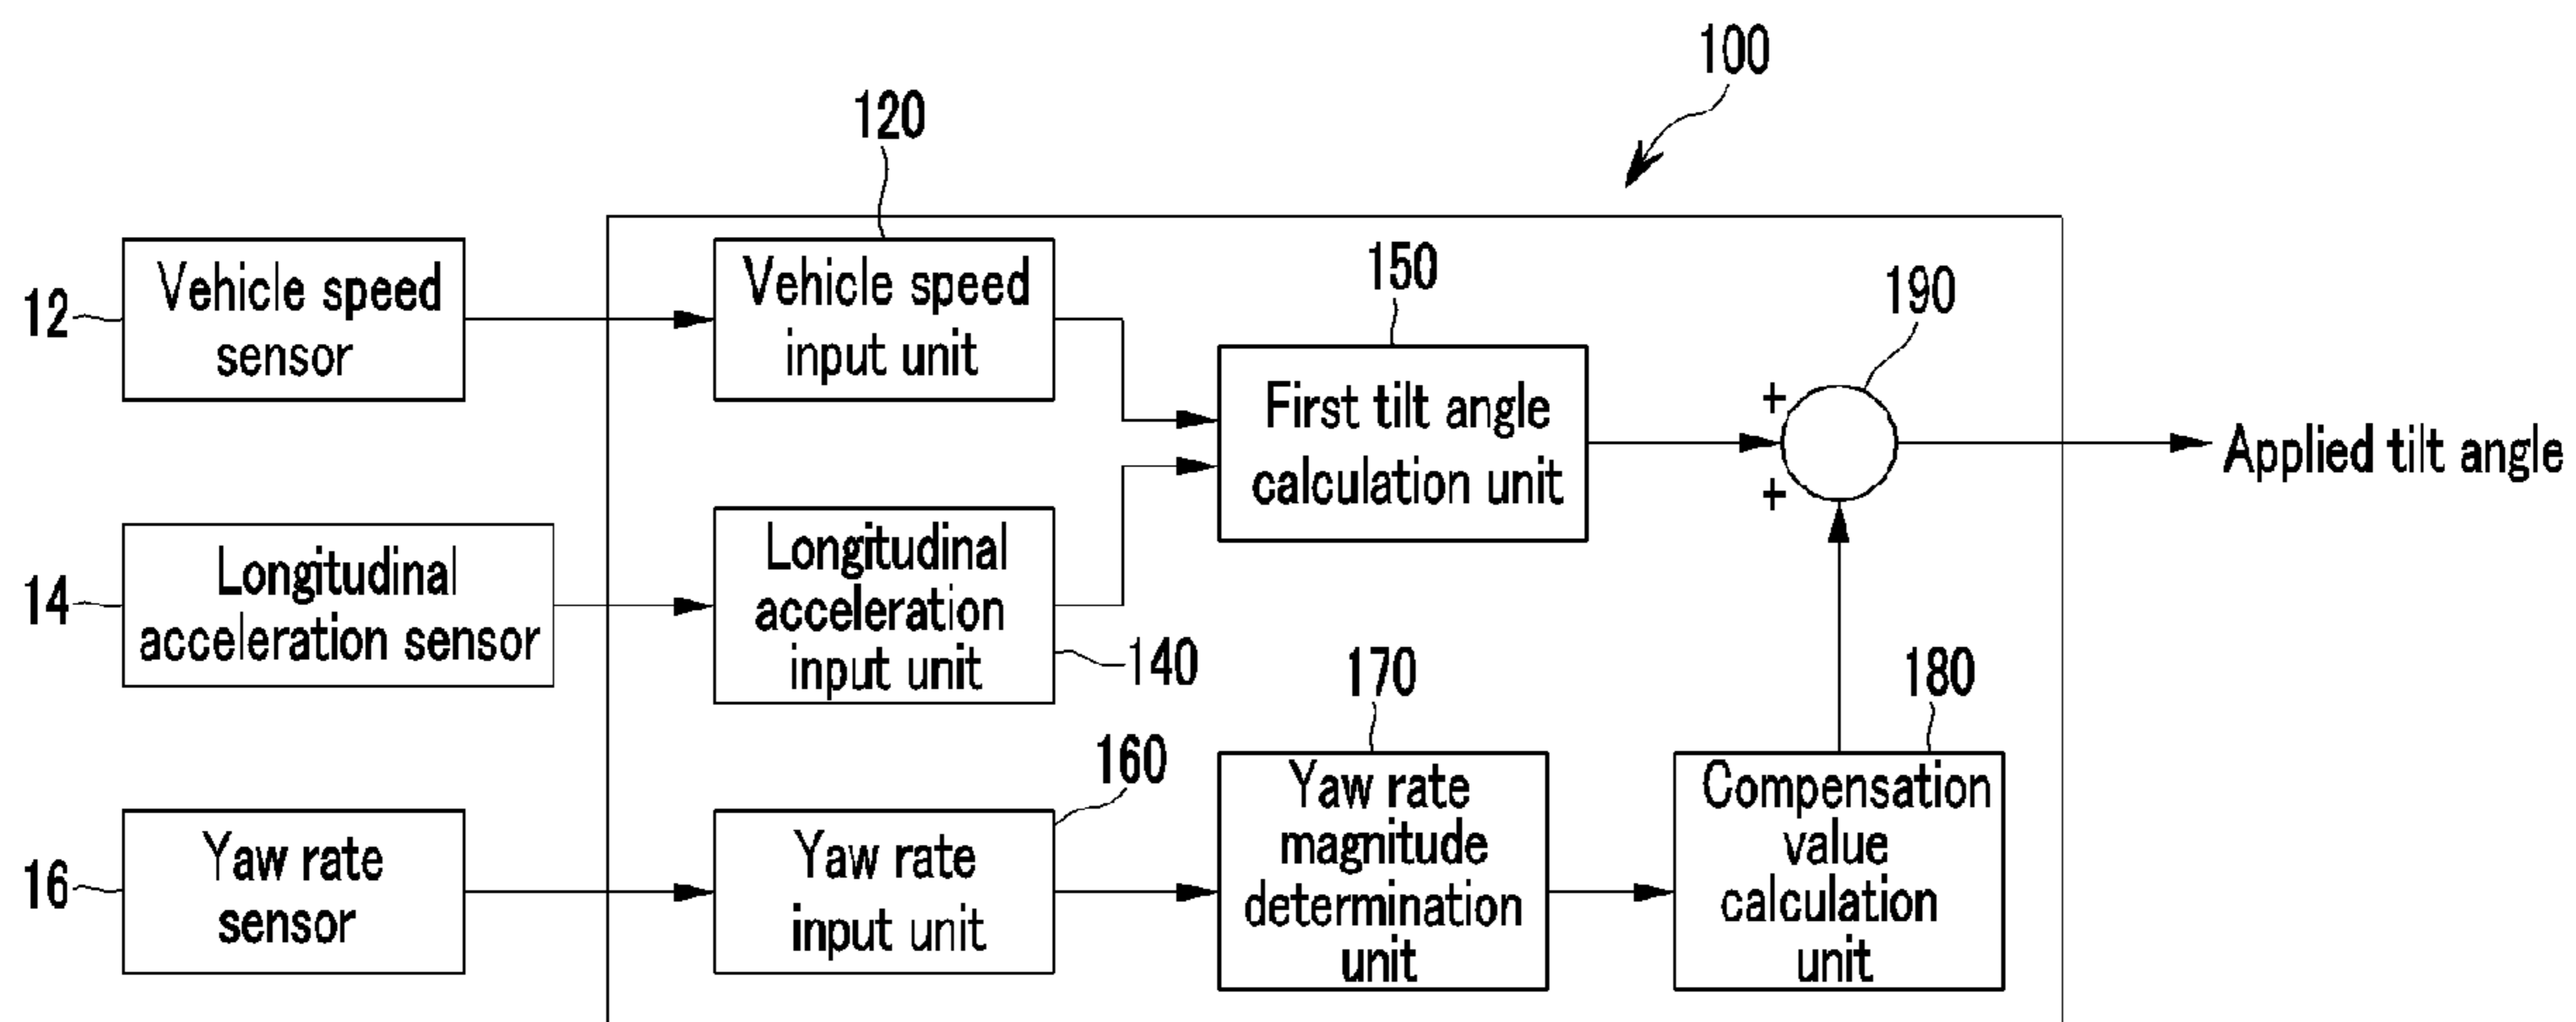 100
120
Vehicle speed
sensor
12
Vehicle speed
input unit
150
First tilt angle
calculation unit
190
+
+
Applied tilt angle
14
Longitudinal
acceleration sensor
Longitudinal
acceleration
input unit
140
160
170
180
16
Yaw rate
sensor
Yaw rate
input unit
Yaw rate
magnitude
determination
unit
Compensation
value
calculation
unit